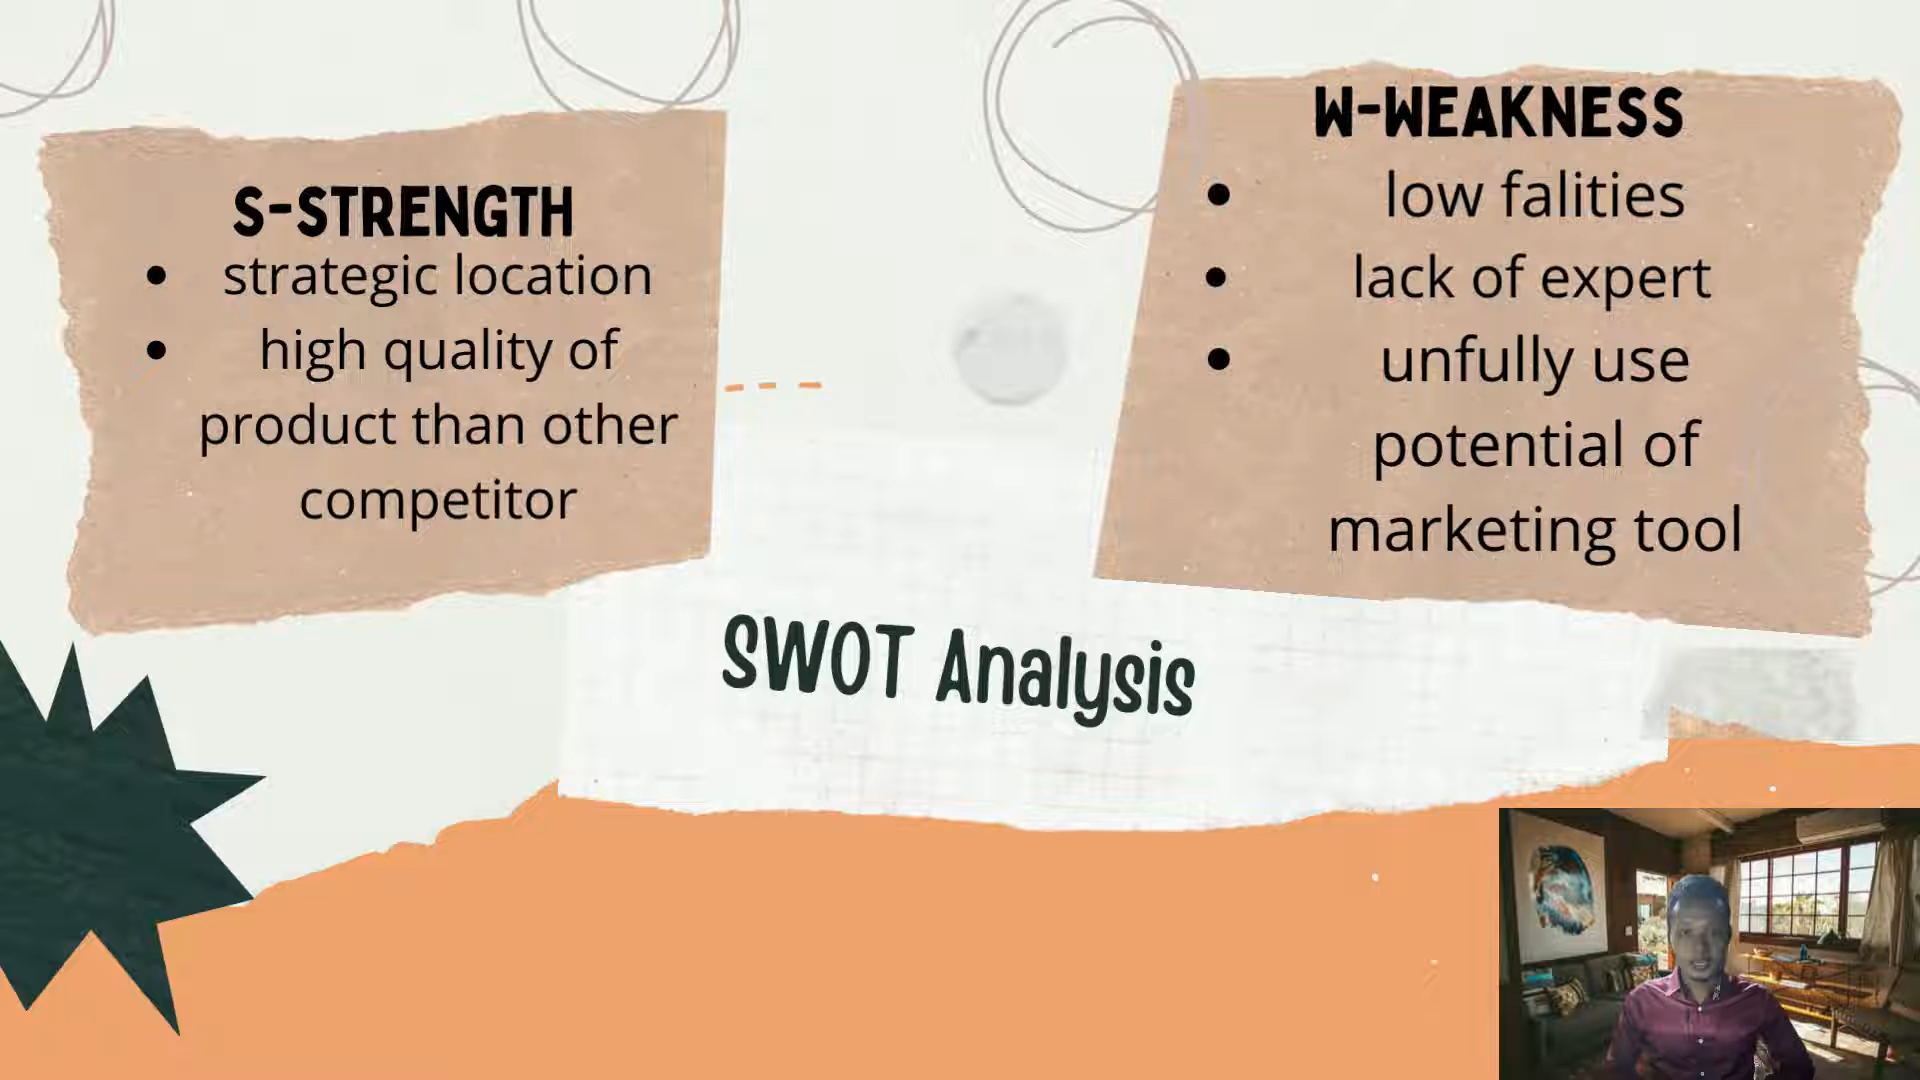 S-STRENGTH
• strategic location
• high quality of
product than other
competitor
W-WEAKNESS
• low falities
• lack of expert
• unfully use
potential of
marketing tool
SWOT Analysis